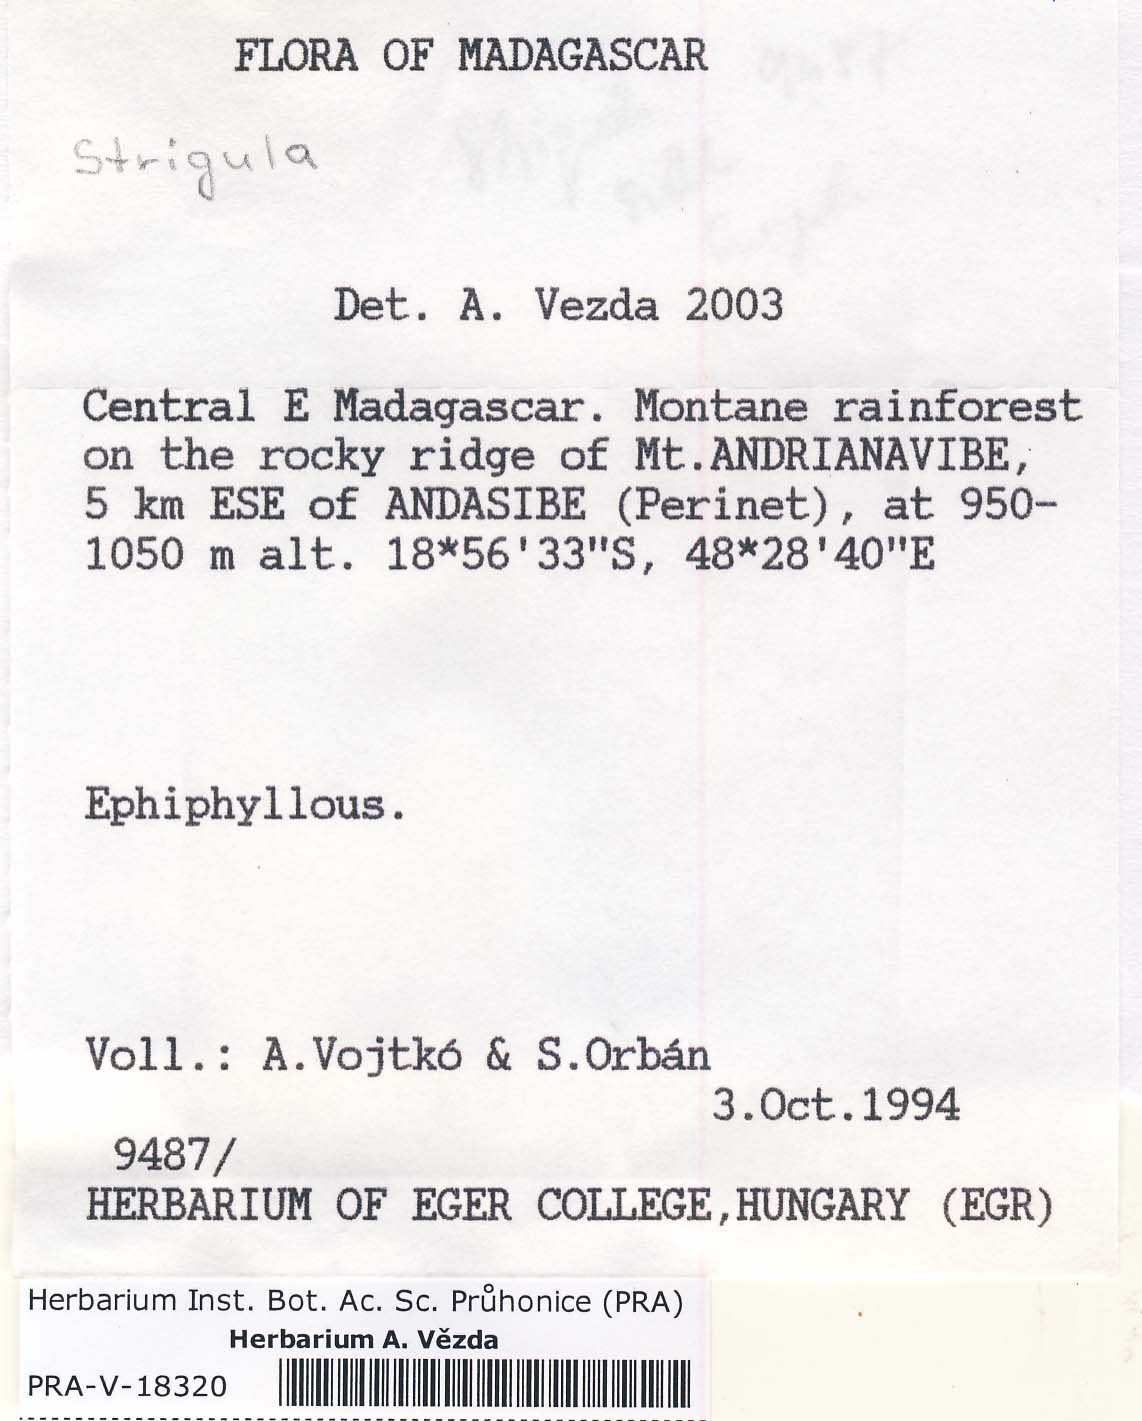 FLORA OF MADAGASCAR
Strigula
Det. A. Vezda 2003
Central E Madagascar. Montane rainforest
on the rocky ridge of Mt.ANDRIANAVIBE,
5 km ESE of ANDASIBE (Perinet), at 950-
1050 m alt. 18*56'33"S, 48*28'40"E
Ephiphyllous.
Voll.: A.Vojtkó & S.Orbán
3.Oct.1994
9487/
HERBARIUM OF EGER COLLEGE,HUNGARY (EGR)
Herbarium Inst. Bot. Ac. Sc. Průhonice (PRA)
Herbarium A. Vězda
PRA-V-18320